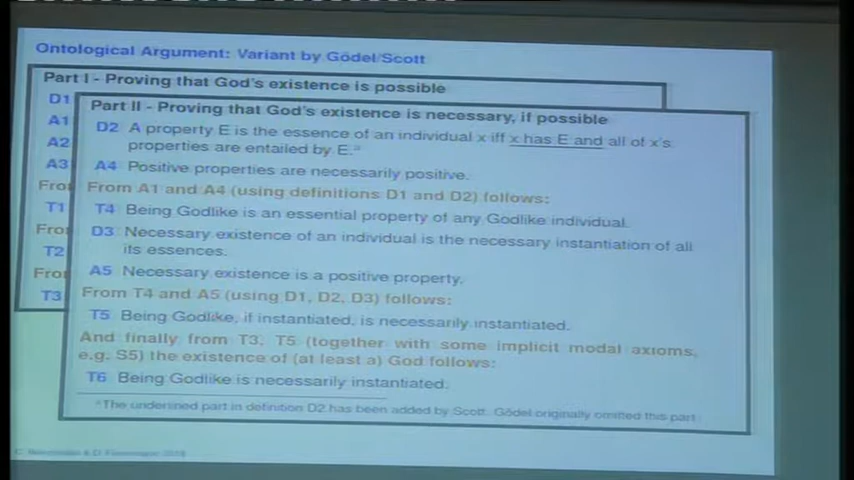 Ontological Argument: Variant by Gödel/Scott
Part I - Proving that God's existence is possible
D1
A1
A2
A3
T1
T2
T3
Part II - Proving that God's existence is necessary, if possible
D2 A property E is the essence of an individual x iff x has E and all of x's
properties are entailed by E.ª
A4 Positive properties are necessarily positive.
From A1 and A4 (using definitions D1 and D2) follows:
T4 Being Godlike is an essential property of any Godlike individual.
D3 Necessary existence of an individual is the necessary instantiation of all
its essences.
A5 Necessary existence is a positive property.
From T4 and A5 (using D1, D2, D3) follows:
T5 Being Godlike, if instantiated, is necessarily instantiated.
And finally from T3, T5 (together with some implicit modal axioms,
e.g. S5) the existence of (at least a) God follows:
T6 Being Godlike is necessarily instantiated.
ªThe underlined part in definition D2 has been added by Scott. Gödel originally omitted this part.